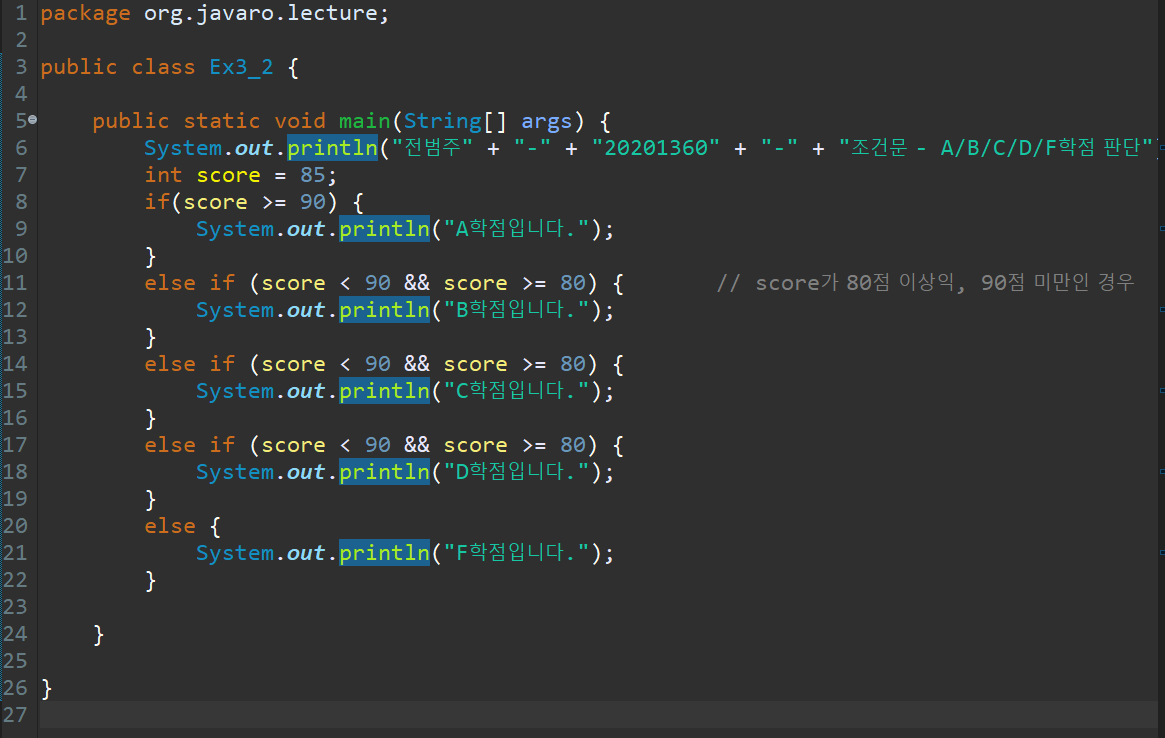 1 package org.javaro.lecture;
2
3 public class Ex3_2 {
4
5 public static void main(String[] args) {
6 System.out.println("전범주" + "-" + "20201360" + "-" + "조건문 - A/B/C/D/F학점 판단")
7 int score = 85;
8 if(score >= 90) {
9 System.out.println("A학점입니다.");
10 }
11 else if (score < 90 && score >= 80) { // score가 80점 이상익, 90점 미만인 경우
12 System.out.println("B학점입니다.");
13 }
14 else if (score < 90 && score >= 80) {
15 System.out.println("C학점입니다.");
16 }
17 else if (score < 90 && score >= 80) {
18 System.out.println("D학점입니다.");
19 }
20 else {
21 System.out.println("F학점입니다.");
22 }
23
24 }
25
26 }
27